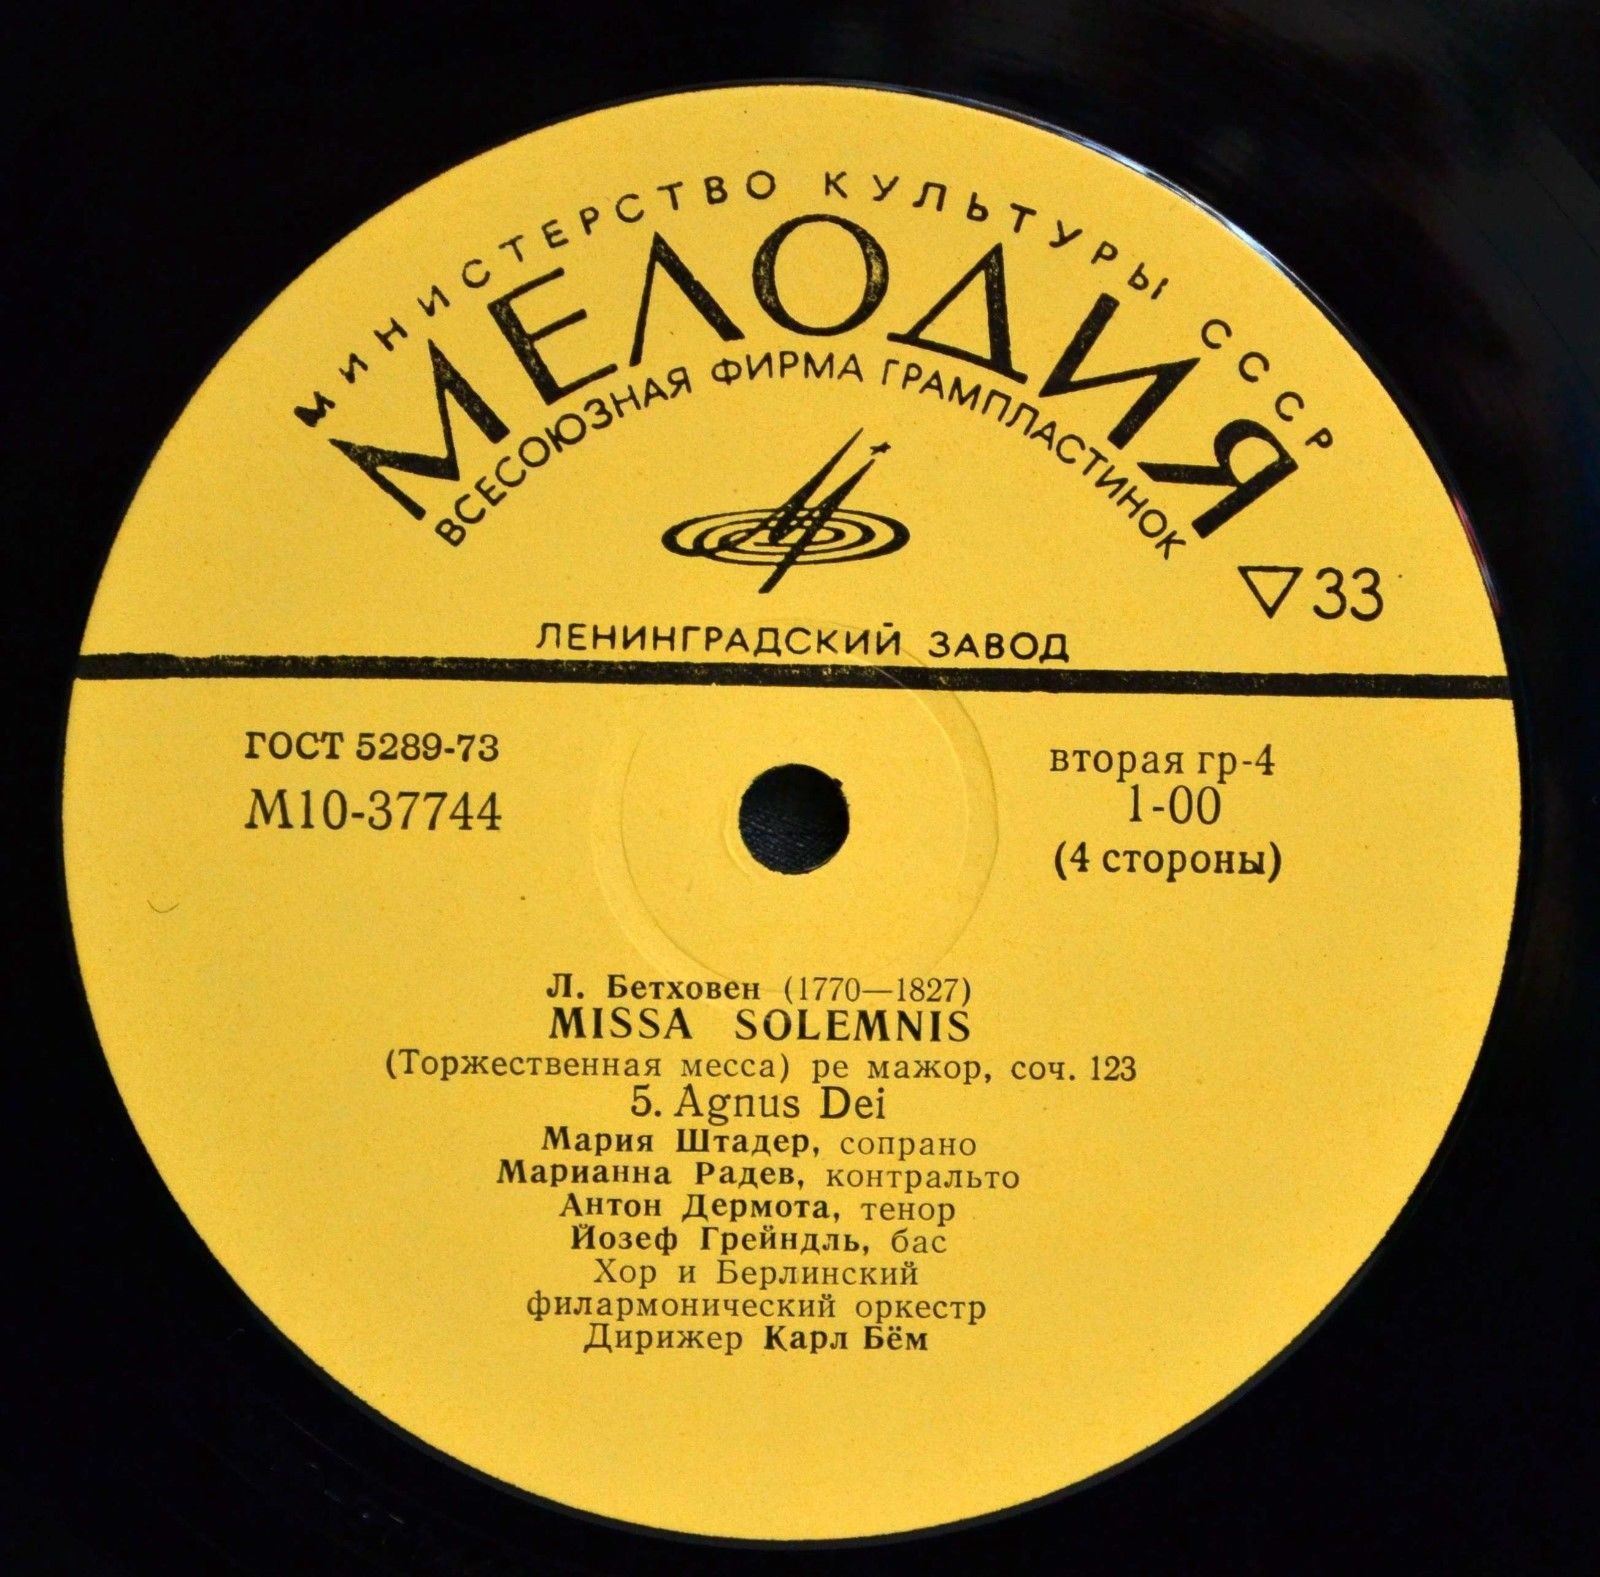 МИНИСТЕРСТВО КУЛЬТУРЫ СССР
МЕЛОДИЯ
ВСЕСОЮЗНАЯ ФИРМА ГРАМПЛАСТИНОК
▽33
ЛЕНИНГРАДСКИЙ ЗАВОД
ГОСТ 5289-73
М10-37744
вторая гр-4
1-00
(4 стороны)
Л. Бетховен (1770—1827)
MISSA SOLEMNIS
(Торжественная месса) ре мажор, соч. 123
5. Agnus Dei
Мария Штадер, сопрано
Марианна Радев, контральто
Антон Дермота, тенор
Йозеф Грейндль, бас
Хор и Берлинский
филармонический оркестр
Дирижер Карл Бём